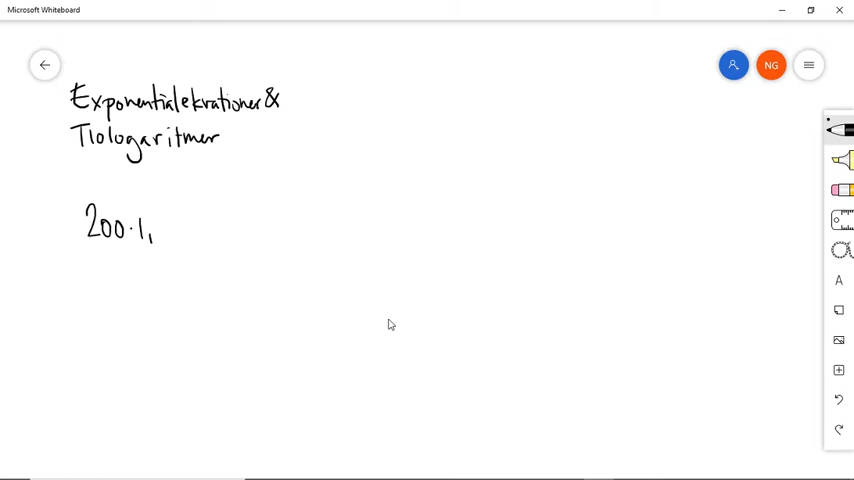 Microsoft Whiteboard
NG
Exponentialekvationer &
Tiologaritmer
200·1,
A